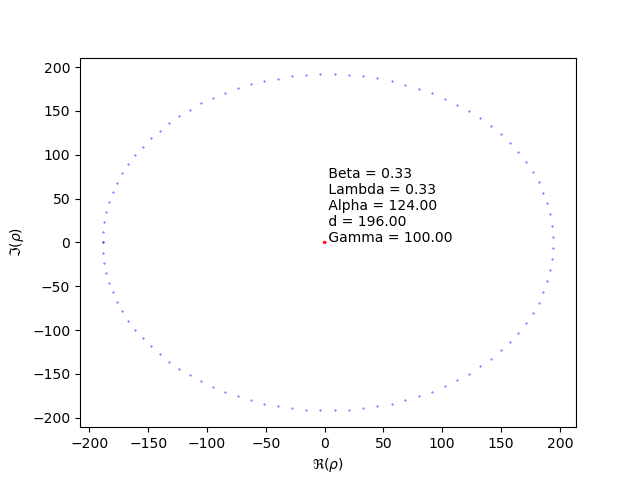 200
150
100
50
0
−50
−100
−150
−200
ℑ(ρ)
Beta = 0.33
Lambda = 0.33
Alpha = 124.00
d = 196.00
Gamma = 100.00
−200 −150 −100 −50 0 50 100 150 200
ℜ(ρ)